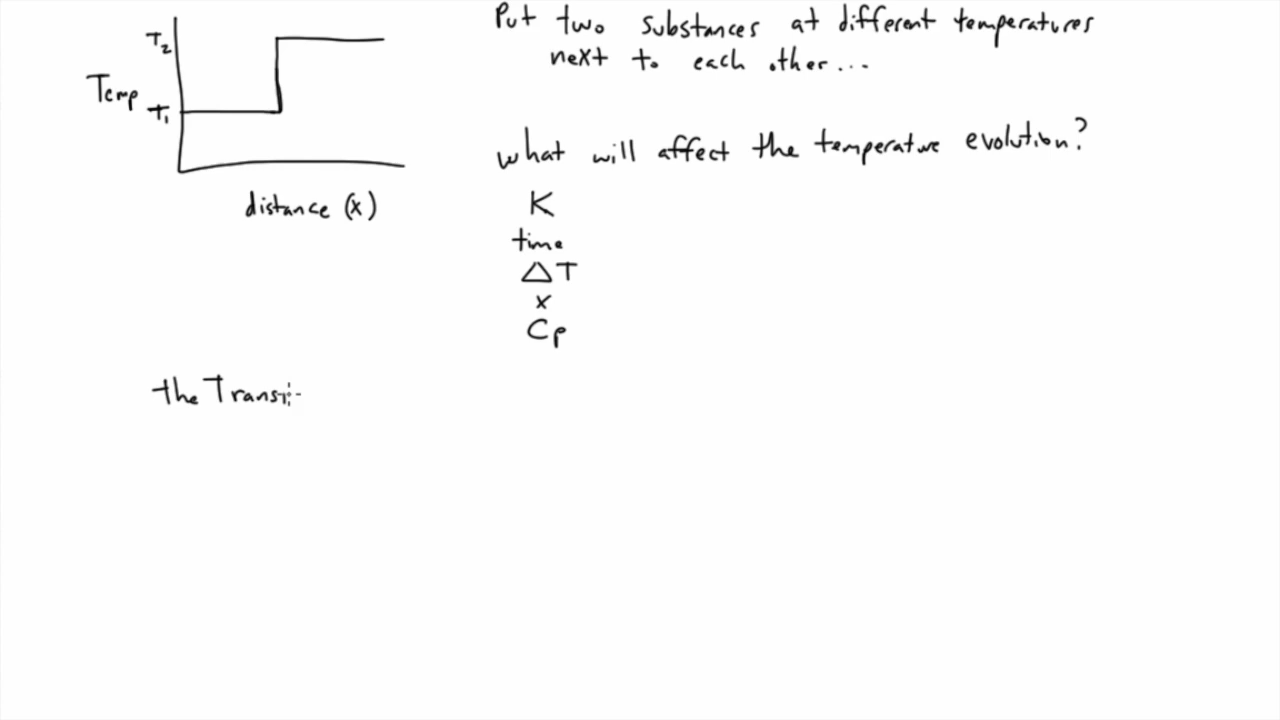 T₂
Temp
T₁
distance (x)
Put two substances at different temperatures
next to each other...
what will affect the temperature evolution?
K
time
△T
x
Cp
the Transi